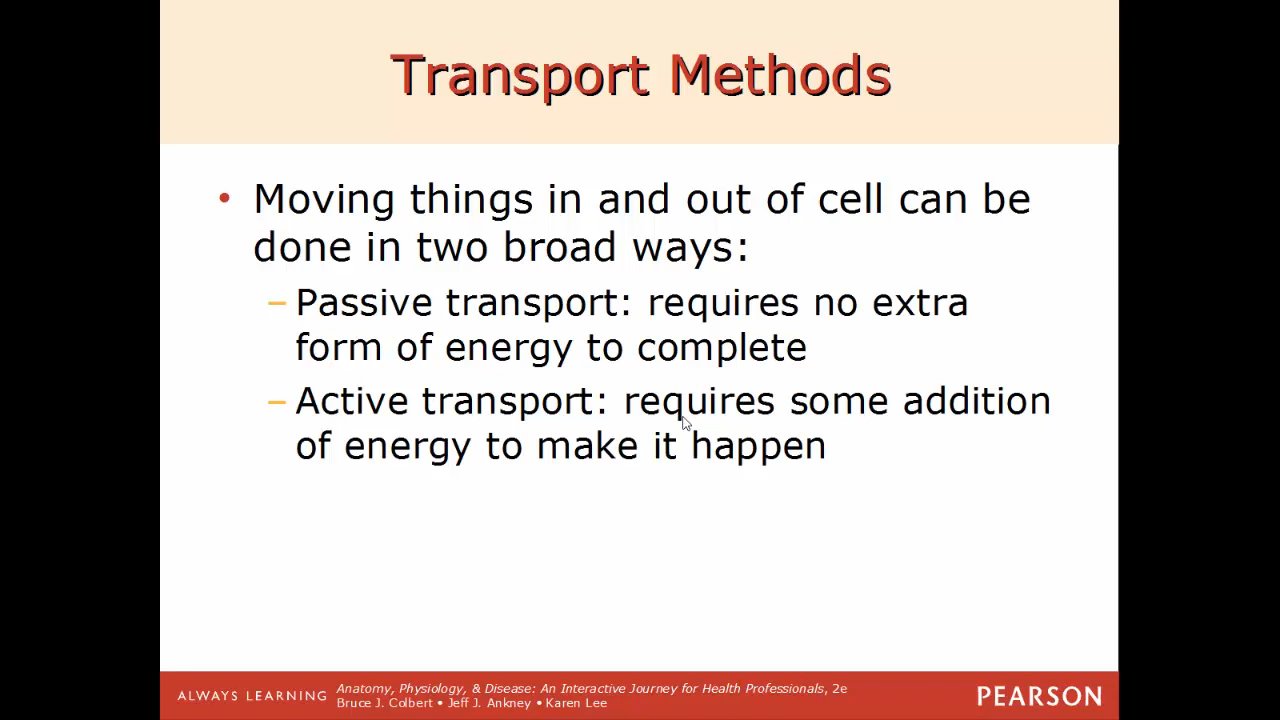 Transport Methods
• Moving things in and out of cell can be
done in two broad ways:
– Passive transport: requires no extra
form of energy to complete
– Active transport: requires some addition
of energy to make it happen
ALWAYS LEARNING
Anatomy, Physiology, & Disease: An Interactive Journey for Health Professionals, 2e
Bruce J. Colbert • Jeff J. Ankney • Karen Lee
PEARSON